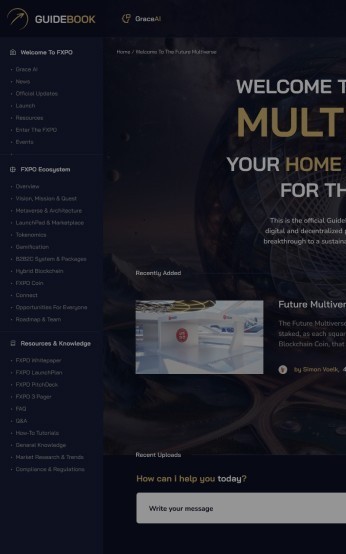 GUIDEBOOK
GraceAI
Welcome To FXPO
Grace AI
News
Official Updates
Launch
Resources
Enter The FXPO
Events
FXPO Ecosystem
Overview
Vision, Mission & Quest
Metaverse & Architecture
LaunchPad & Marketplace
Tokenomics
Gamification
B2B2C System & Packages
Hybrid Blockchain
FXPO Coin
Connect
Opportunities For Everyone
Roadmap & Team
Resources & Knowledge
FXPO Whitepaper
FXPO LaunchPlan
FXPO PitchDeck
FXPO 3 Pager
FAQ
Q&A
How-To Tutorials
General Knowledge
Market Research & Trends
Compliance & Regulations
Home / Welcome To The Future Multiverse
WELCOME T
MULT
YOUR HOME
FOR TH
This is the official Guide
digital and decentralized
breakthrough to a sustaina
Recently Added
Future Multiver
The Future Multiverse
staked, as each squar
Blockchain Coin, that
by Simon Vaelk, 4
Recent Uploads
How can I help you today?
Write your message